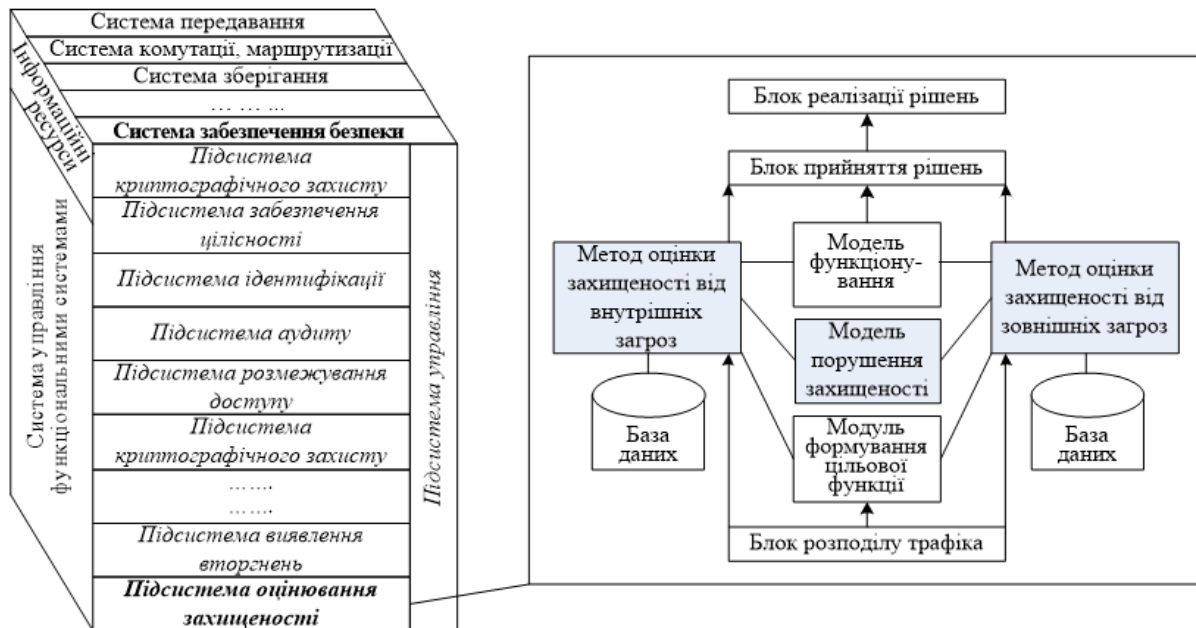 Система передавання
Система комутації, маршрутизації
Система зберігання
… … …
Система забезпечення безпеки
Інформаційні
ресурси
Система управління
функціональними системами
Підсистема
криптографічного захисту
Підсистема забезпечення
цілісності
Підсистема ідентифікації
Підсистема аудиту
Підсистема розмежування
доступу
Підсистема
криптографічного захисту
…….
…….
Підсистема виявлення
вторгнень
Підсистема оцінювання
захищеності
Підсистема управління
Блок реалізації рішень
Блок прийняття рішень
Метод оцінки
захищеності від
внутрішніх
загроз
Модель
функціону-
вання
Метод оцінки
захищеності від
зовнішніх загроз
Модель
порушення
захищеності
База
даних
Модуль
формування
цільової
функції
База
даних
Блок розподілу трафіка